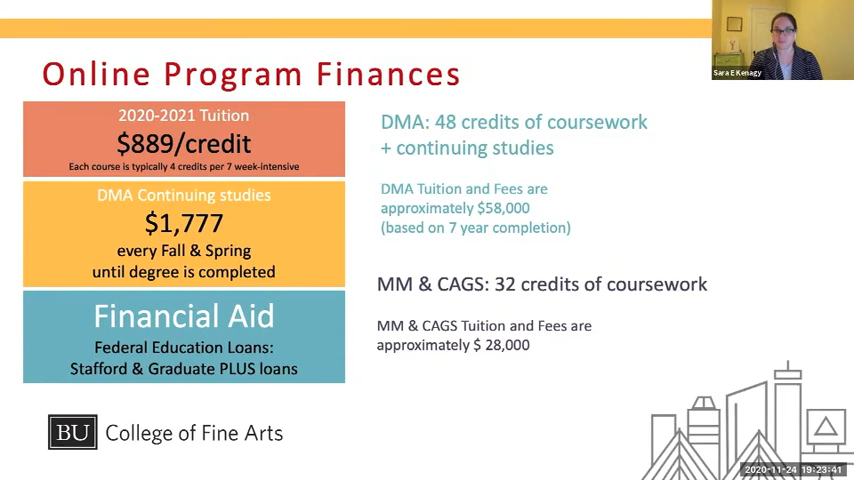 Sara E Kenagy
Online Program Finances
2020-2021 Tuition
$889/credit
Each course is typically 4 credits per 7 week-intensive
DMA Continuing studies
$1,777
every Fall & Spring
until degree is completed
Financial Aid
Federal Education Loans:
Stafford & Graduate PLUS loans
DMA: 48 credits of coursework
+ continuing studies
DMA Tuition and Fees are
approximately $58,000
(based on 7 year completion)
MM & CAGS: 32 credits of coursework
MM & CAGS Tuition and Fees are
approximately $ 28,000
BU College of Fine Arts
2020-11-24 19:23:41